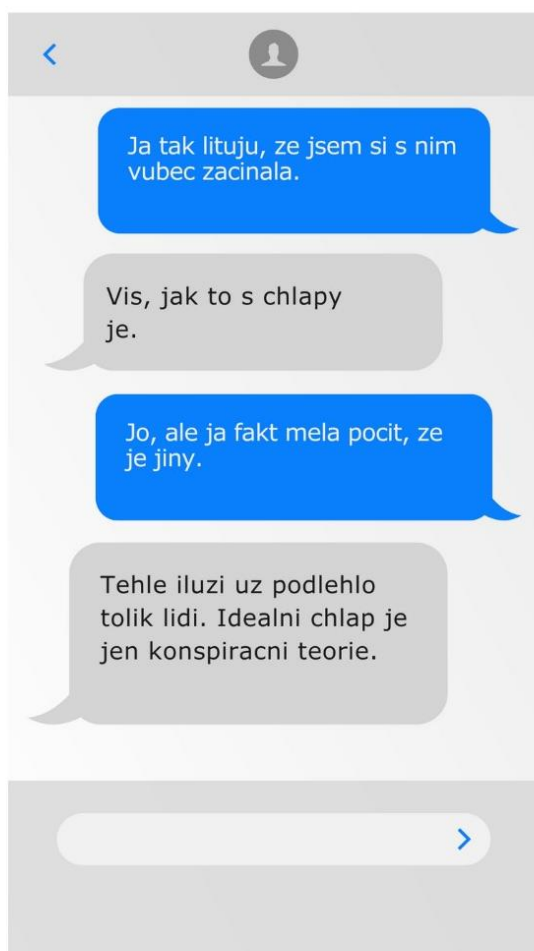 Ja tak lituju, ze jsem si s nim
vubec zacinala.
Vis, jak to s chlapy
je.
Jo, ale ja fakt mela pocit, ze
je jiny.
Tehle iluzi uz podlehlo
tolik lidi. Idealni chlap je
jen konspiracni teorie.